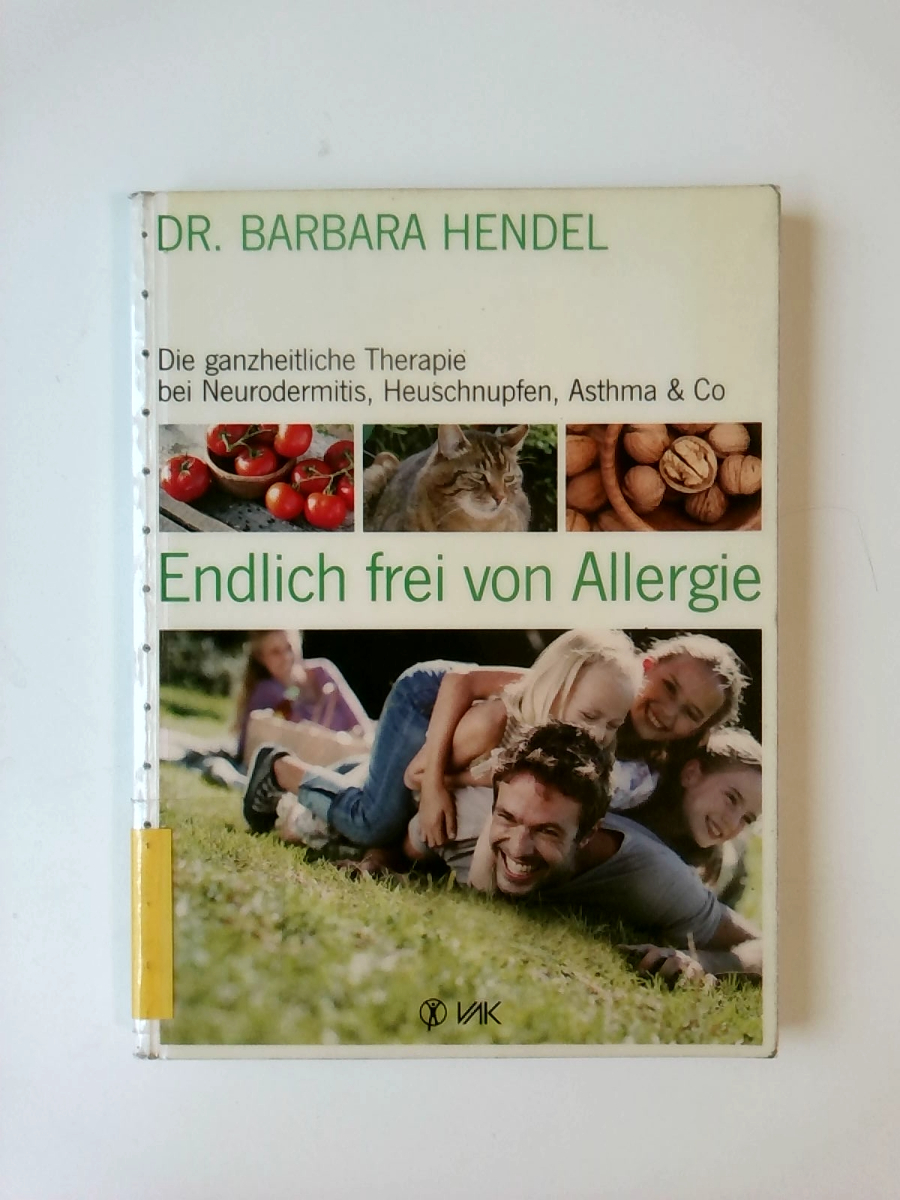 DR. BARBARA HENDEL
Die ganzheitliche Therapie
bei Neurodermitis, Heuschnupfen, Asthma & Co
Endlich frei von Allergie
VAK